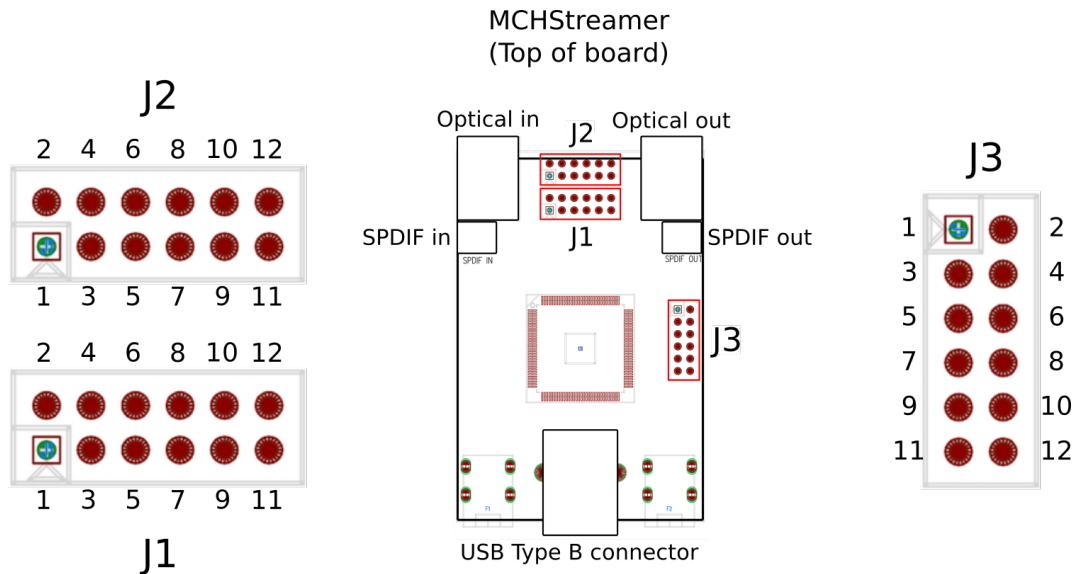 MCHStreamer
(Top of board)
J2
2 4 6 8 10 12
1 3 5 7 9 11
2 4 6 8 10 12
1 3 5 7 9 11
J1
Optical in
J2
Optical out
J1
SPDIF in
SPDIF IN
SPDIF out
SPDIF OUT
J3
F1
F2
USB Type B connector
J3
1 2
3 4
5 6
7 8
9 10
11 12